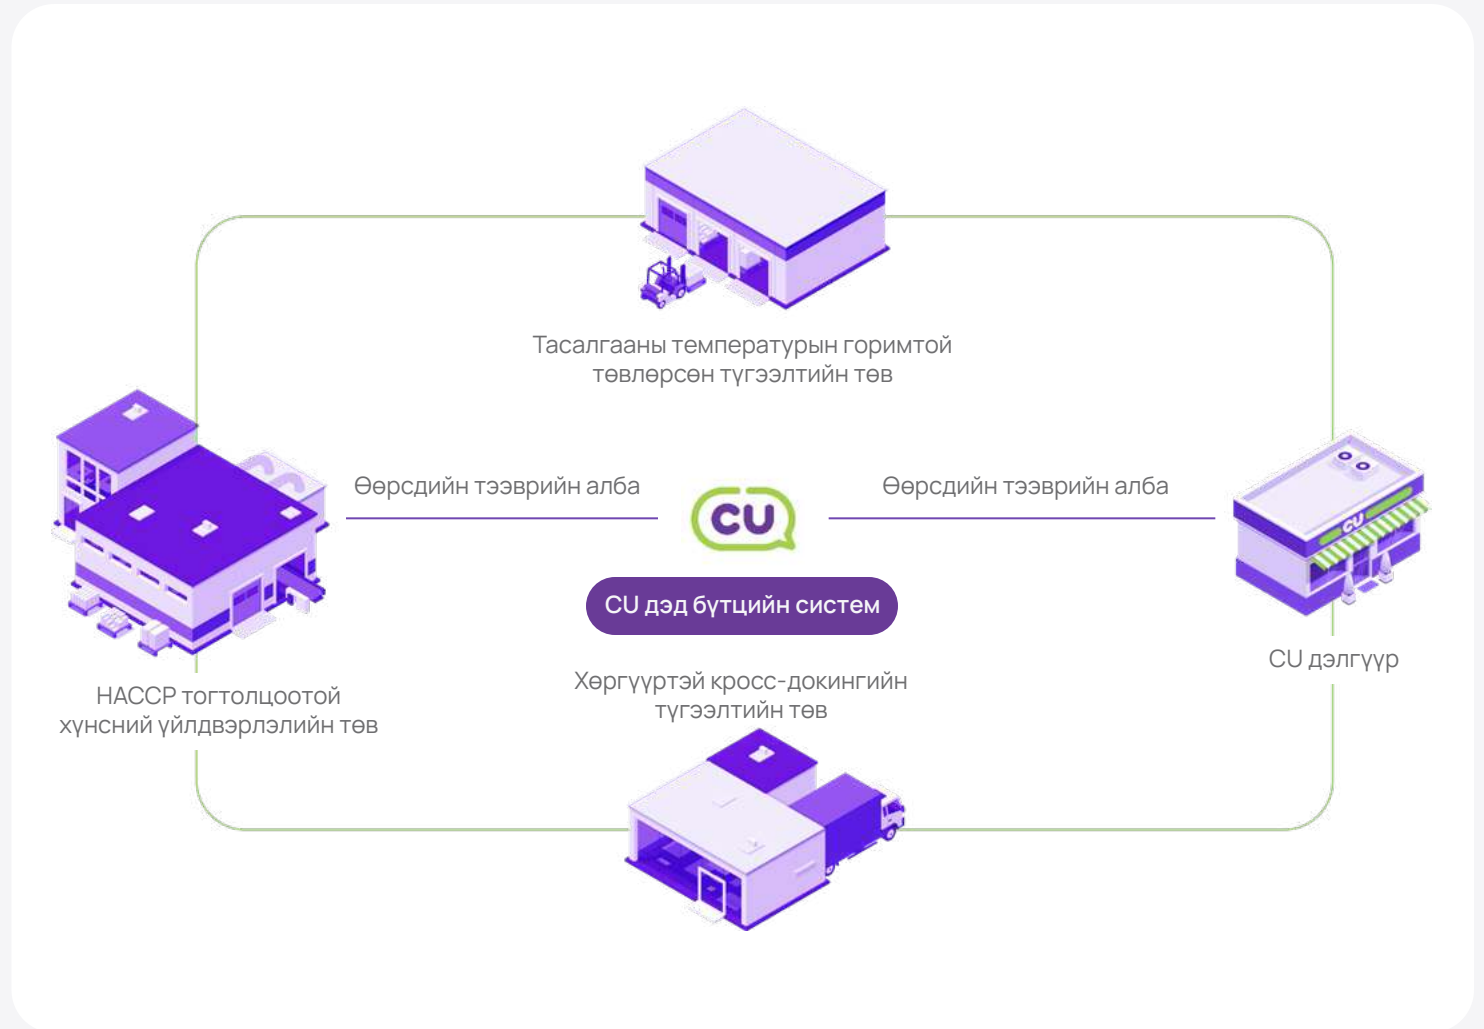 Тасалгааны температурын горимтой
төвлөрсөн түгээлтийн төв
Өөрсдийн тээврийн алба
CU
Өөрсдийн тээврийн алба
CU
CU дэд бүтцийн систем
CU дэлгүүр
HACCP тогтолцоотой
хүнсний үйлдвэрлэлийн төв
Хөргүүртэй кросс-докингийн
түгээлтийн төв